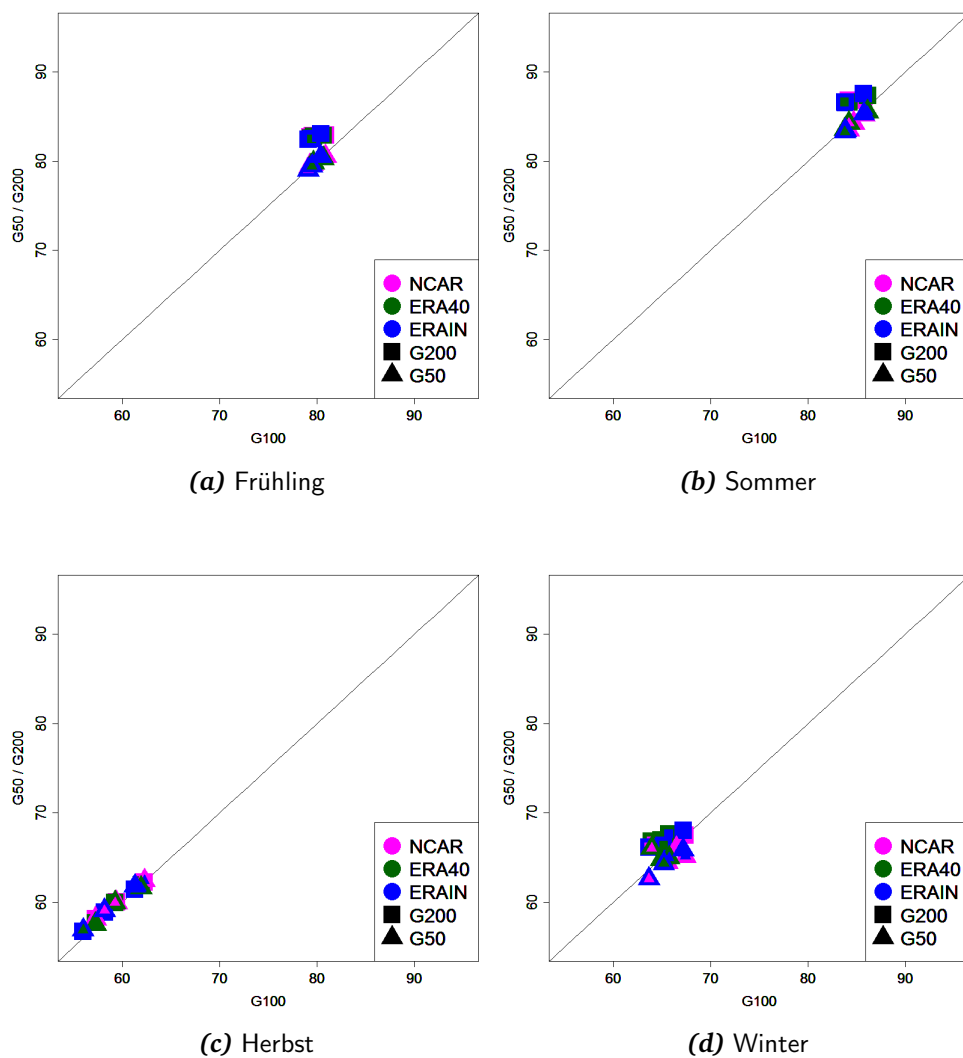 G50 / G200
90
80
70
60
NCAR
ERA40
ERAIN
G200
G50
60 70 80 90
G100
(a) Frühling
G50 / G200
90
80
70
60
NCAR
ERA40
ERAIN
G200
G50
60 70 80 90
G100
(b) Sommer
G50 / G200
90
80
70
60
NCAR
ERA40
ERAIN
G200
G50
60 70 80 90
G100
(c) Herbst
G50 / G200
90
80
70
60
NCAR
ERA40
ERAIN
G200
G50
60 70 80 90
G100
(d) Winter